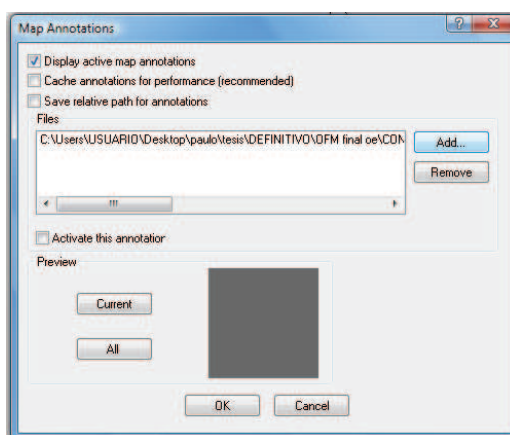 Map Annotations
Display active map annotations
Cache annotations for performance (recommended)
Save relative path for annotations
Files
C:\Users\USUARIO\Desktop\paulo\tesis\DEFINITIVO\OFM final oe\CON
Add...
Remove
Activate this annotatior
Preview
Current
All
OK
Cancel